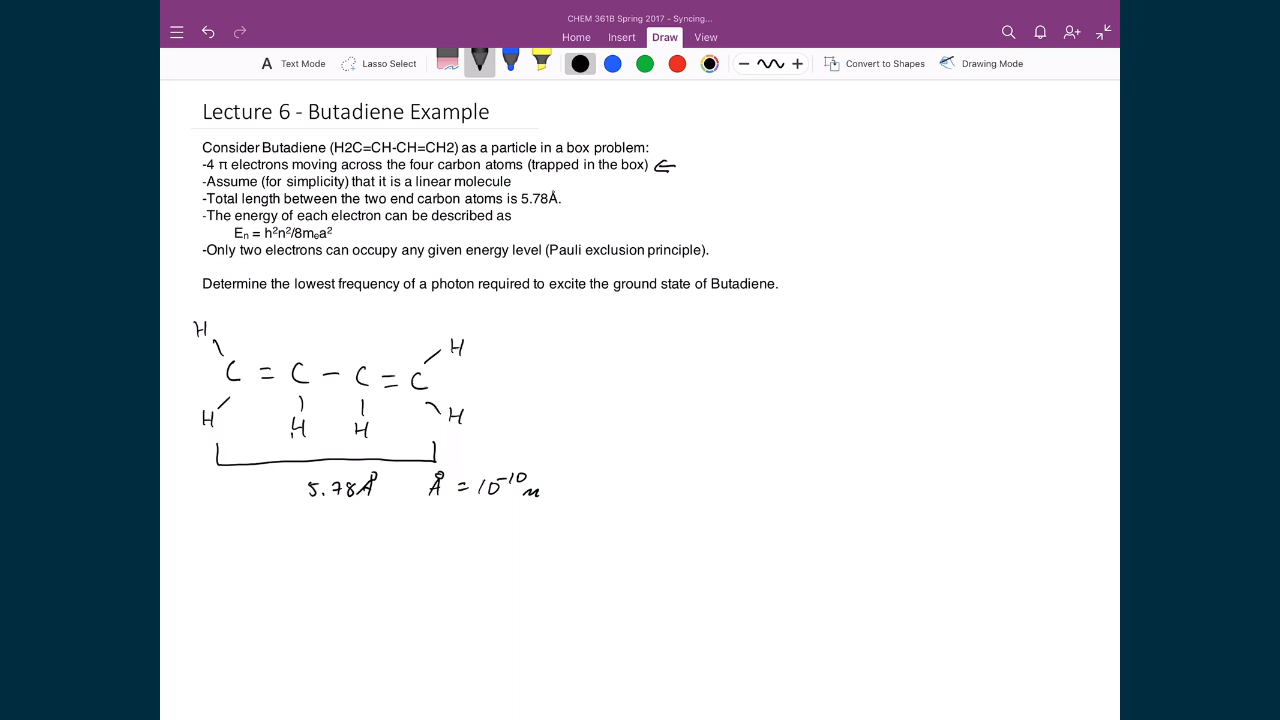 CHEM 361B Spring 2017 - Syncing...
Home Insert Draw View
A Text Mode Lasso Select Convert to Shapes Drawing Mode
Lecture 6 - Butadiene Example
Consider Butadiene (H2C=CH-CH=CH2) as a particle in a box problem:
-4 π electrons moving across the four carbon atoms (trapped in the box) ⇐
-Assume (for simplicity) that it is a linear molecule
-Total length between the two end carbon atoms is 5.78Å.
-The energy of each electron can be described as
Eₙ = h²n²/8mₑa²
-Only two electrons can occupy any given energy level (Pauli exclusion principle).
Determine the lowest frequency of a photon required to excite the ground state of Butadiene.
H
H
C = C - C = C
H H H H
5.78Å Å = 10⁻¹⁰ m